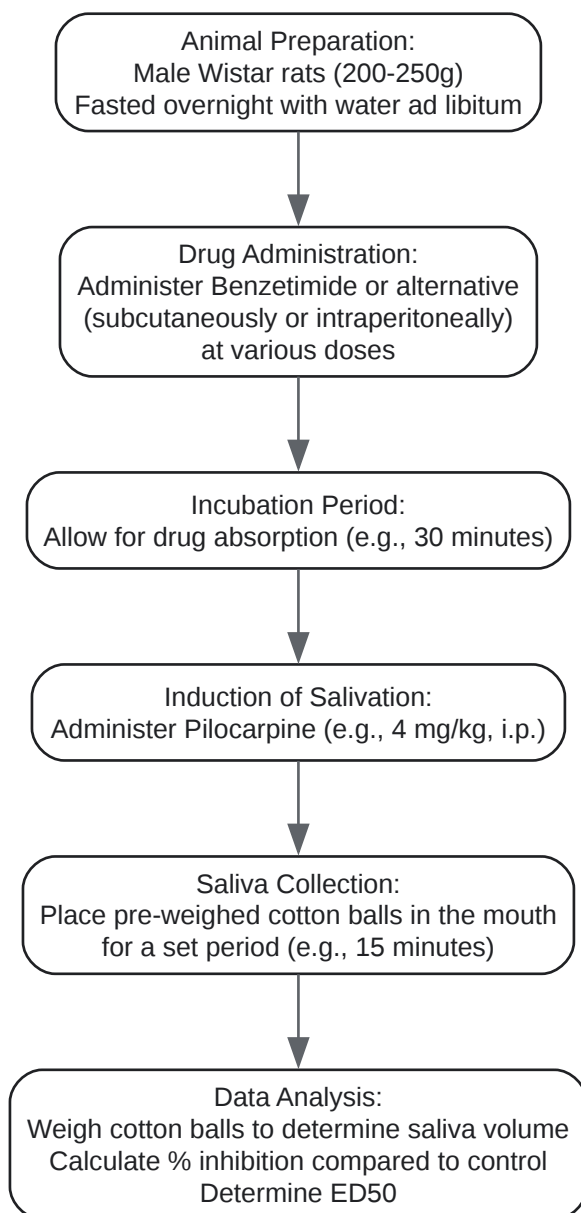 Animal Preparation:
Male Wistar rats (200-250g)
Fasted overnight with water ad libitum
Drug Administration:
Administer Benzetimide or alternative
(subcutaneously or intraperitoneally)
at various doses
Incubation Period:
Allow for drug absorption (e.g., 30 minutes)
Induction of Salivation:
Administer Pilocarpine (e.g., 4 mg/kg, i.p.)
Saliva Collection:
Place pre-weighed cotton balls in the mouth
for a set period (e.g., 15 minutes)
Data Analysis:
Weigh cotton balls to determine saliva volume
Calculate % inhibition compared to control
Determine ED50